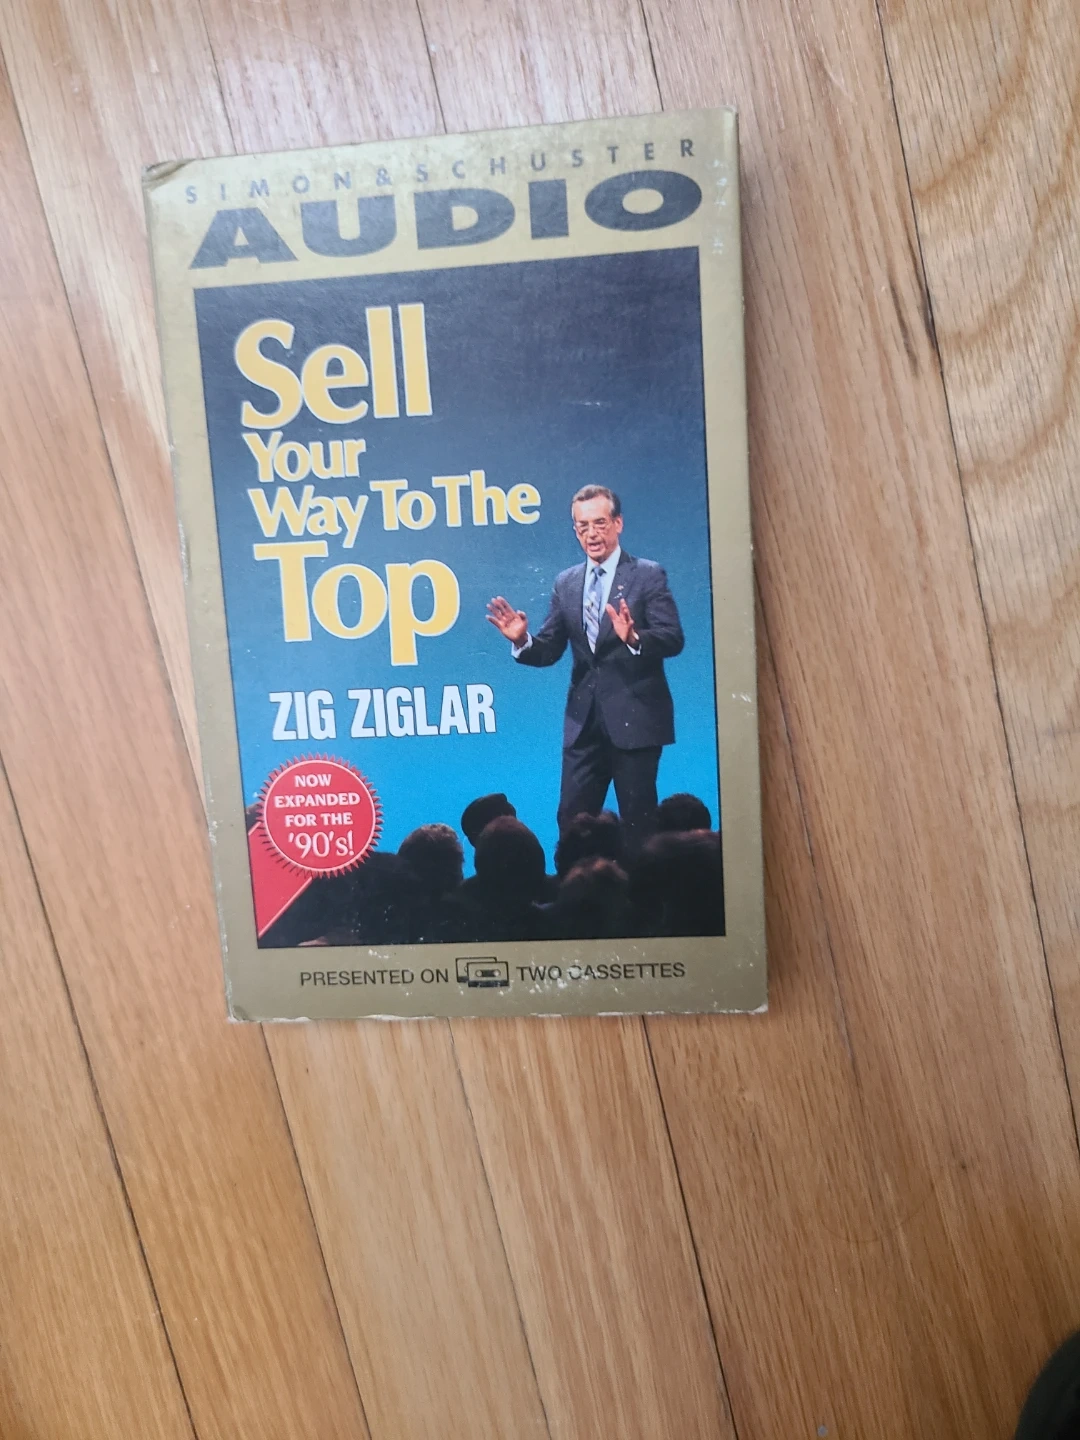 SIMON & SCHUSTER
AUDIO
Sell
Your
Way To The
Top
ZIG ZIGLAR
NOW
EXPANDED
FOR THE
'90's!
PRESENTED ON TWO CASSETTES